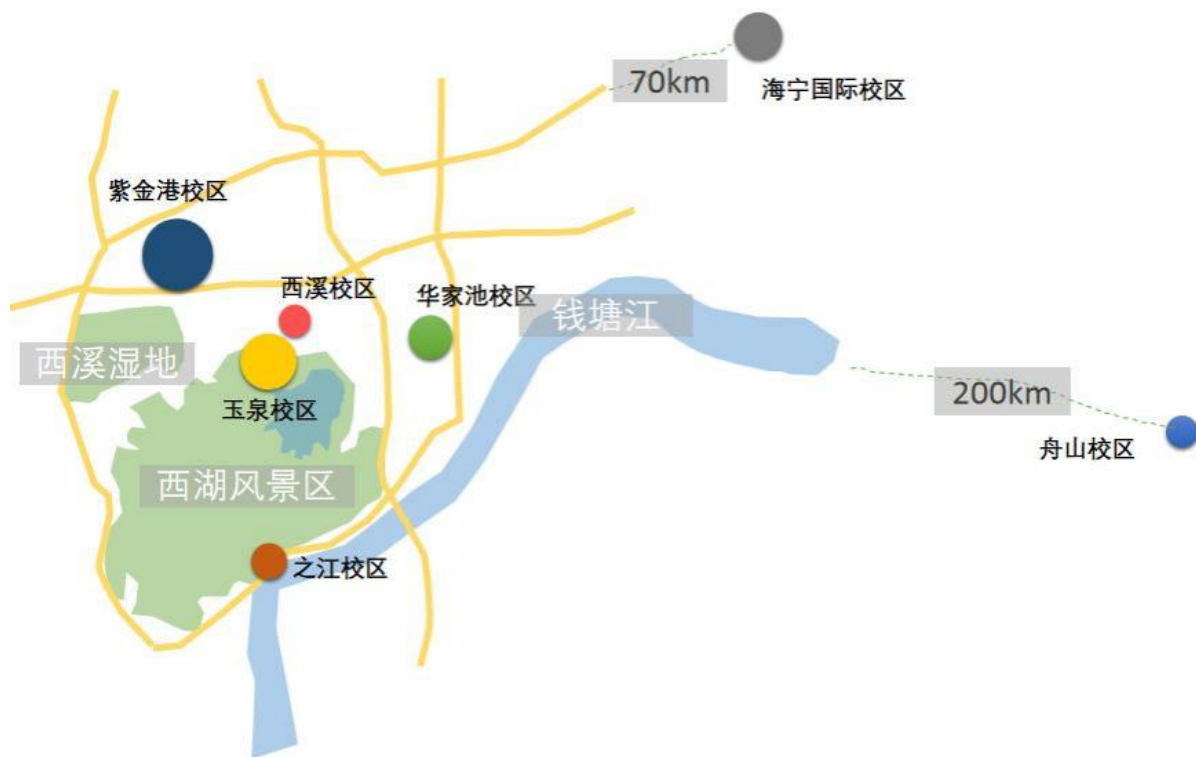 70km
海宁国际校区
紫金港校区
西溪校区
华家池校区
钱塘江
西溪湿地
200km
玉泉校区
舟山校区
西湖风景区
之江校区